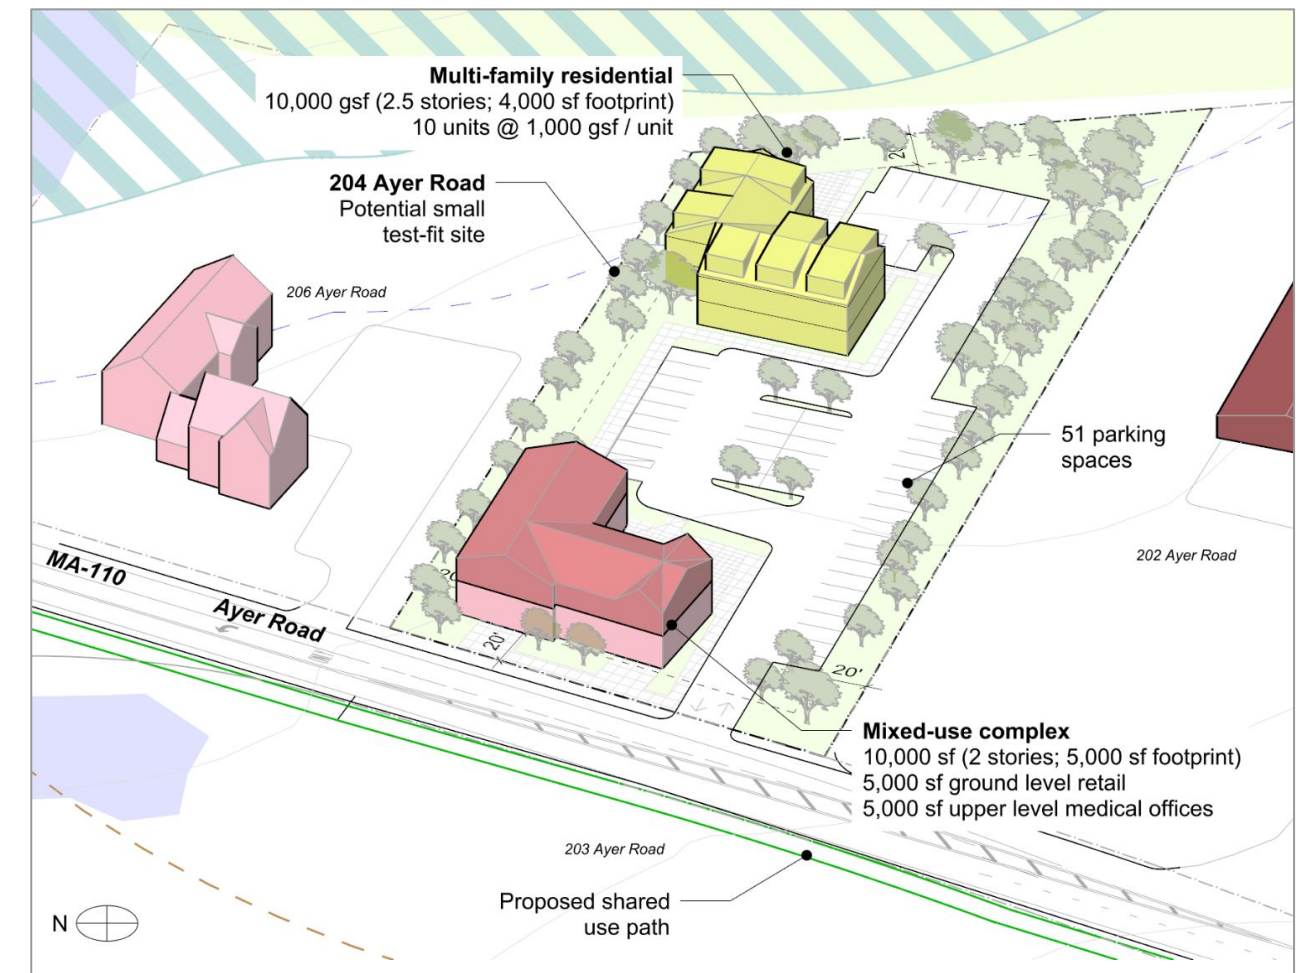 Multi-family residential
10,000 gsf (2.5 stories; 4,000 sf footprint)
10 units @ 1,000 gsf / unit
204 Ayer Road
Potential small
test-fit site
206 Ayer Road
51 parking
spaces
202 Ayer Road
MA-110
Ayer Road
20'
20'
Mixed-use complex
10,000 sf (2 stories; 5,000 sf footprint)
5,000 sf ground level retail
5,000 sf upper level medical offices
203 Ayer Road
Proposed shared
use path
N